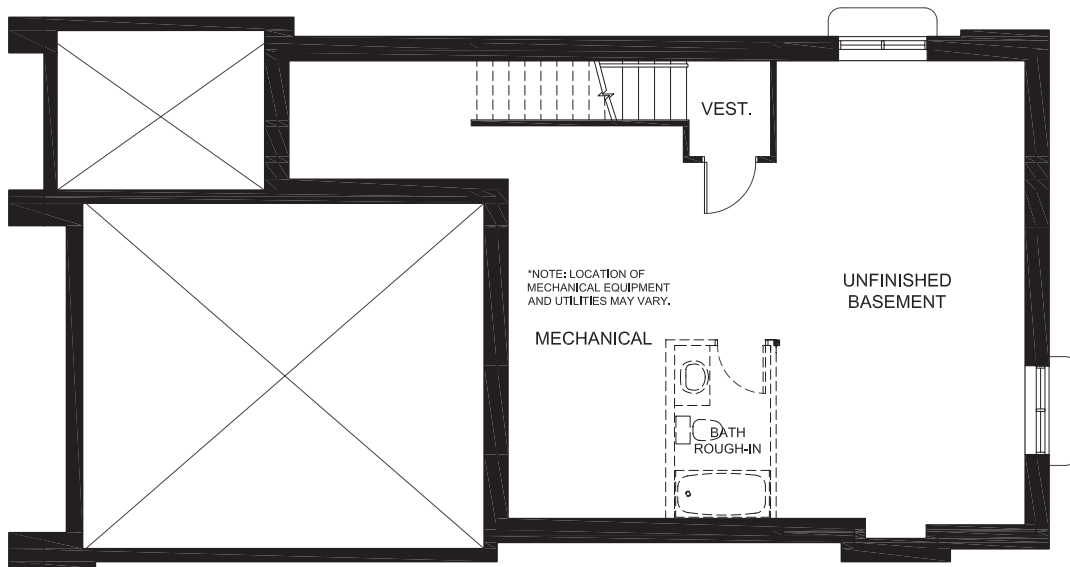 VEST.
*NOTE: LOCATION OF
MECHANICAL EQUIPMENT
AND UTILITIES MAY VARY.
UNFINISHED
BASEMENT
MECHANICAL
BATH
ROUGH-IN